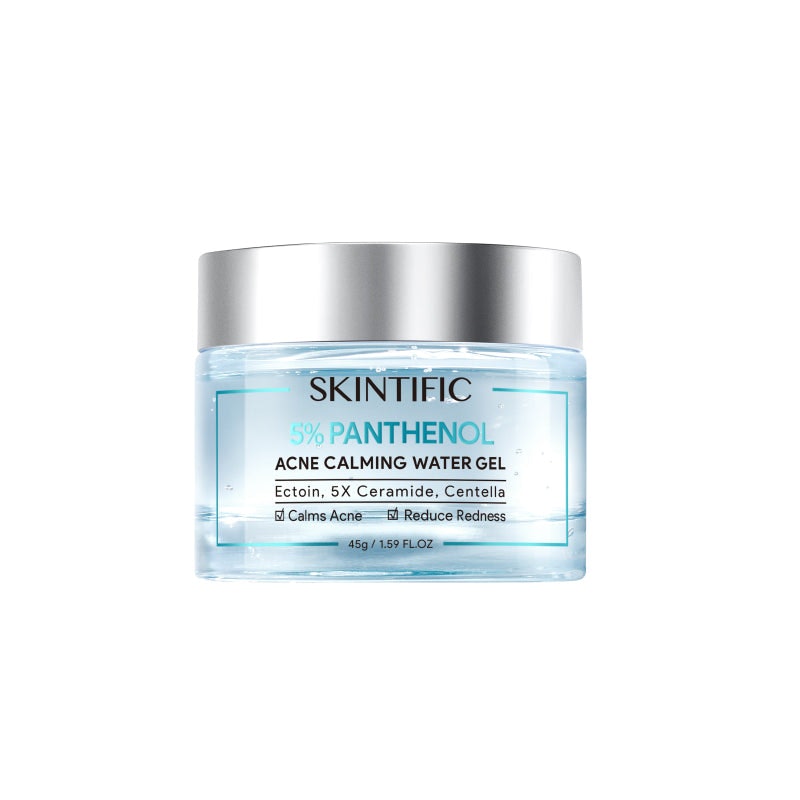 SKINTIFIC
5% PANTHENOL
ACNE CALMING WATER GEL
Ectoin, 5X Ceramide, Centella
☑ Calms Acne ☑ Reduce Redness
45g / 1.59 FL.OZ